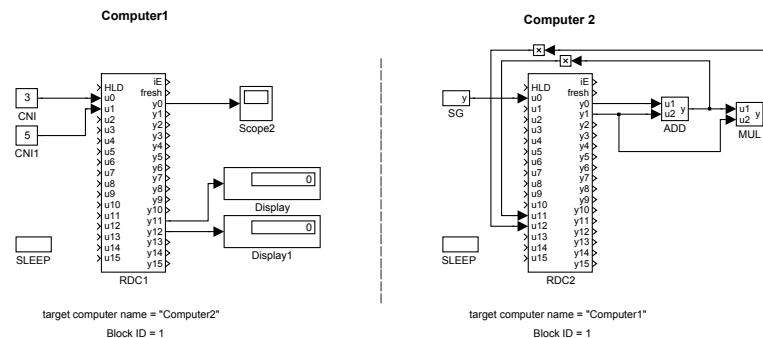 Computer1
HLD
u0
u1
u2
u3
u4
u5
u6
u7
u8
u9
u10
u11
u12
u13
u14
u15
iE
fresh
y0
y1
y2
y3
y4
y5
y6
y7
y8
y9
y10
y11
y12
y13
y14
y15
RDC1
3
CNI
5
CNI1
SLEEP
Scope2
0
Display
0
Display1
target computer name = "Computer2"
Block ID = 1
Computer 2
HLD
u0
u1
u2
u3
u4
u5
u6
u7
u8
u9
u10
u11
u12
u13
u14
u15
iE
fresh
y0
y1
y2
y3
y4
y5
y6
y7
y8
y9
y10
y11
y12
y13
y14
y15
RDC2
y
SG
SLEEP
u1
u2
y
ADD
u1
u2
y
MUL
target computer name = "Computer1"
Block ID = 1